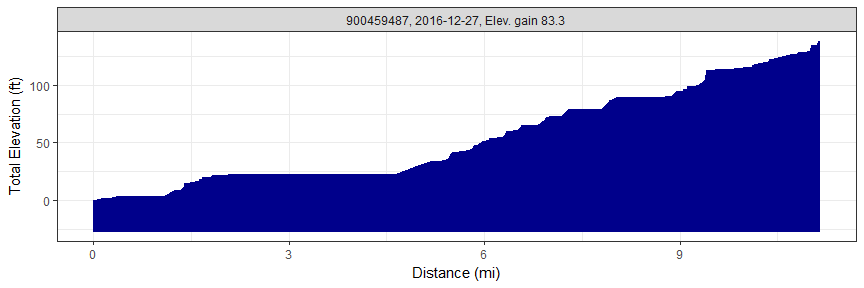 900459487, 2016-12-27, Elev. gain 83.3
Total Elevation (ft)
100
50
0
0 3 6 9
Distance (mi)